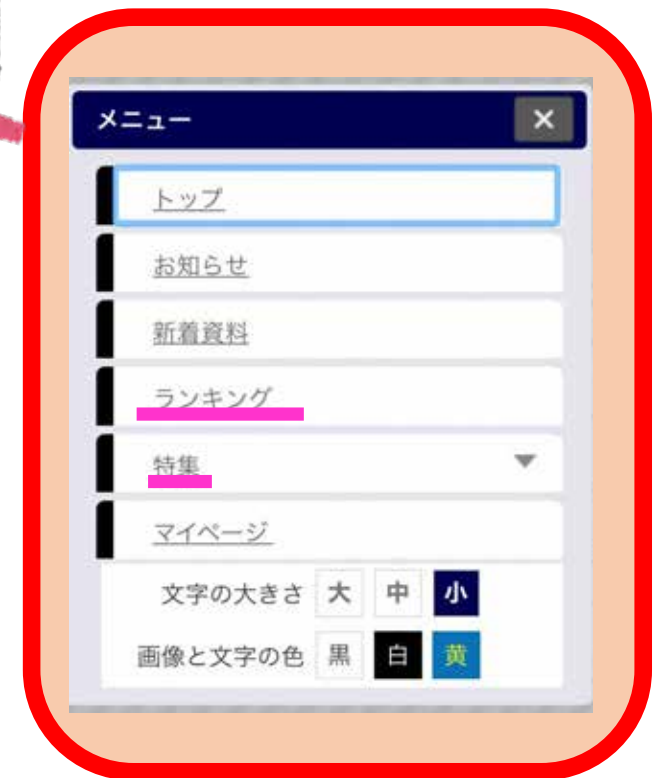 メニュー ×
トップ
お知らせ
新着資料
ランキング
特集 ▼
マイページ
文字の大きさ 大 中 小
画像と文字の色 黒 白 黄